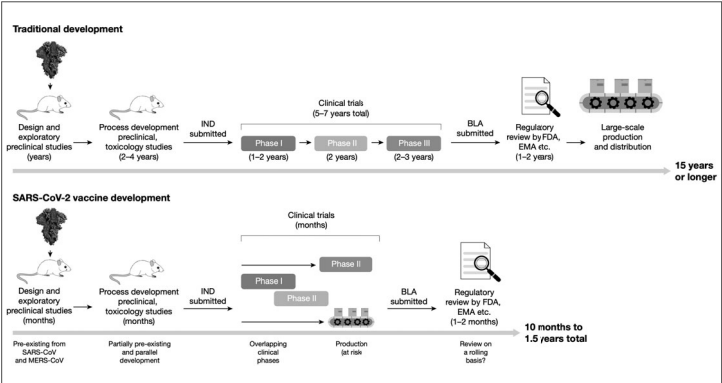 Traditional development
Design and
exploratory
preclinical studies
(years)
Process development
preclinical,
toxicology studies
(2–4 years)
IND
submitted
Clinical trials
(5–7 years total)
Phase I
(1–2 years)
Phase II
(2 years)
Phase III
(2–3 years)
BLA
submitted
Regulatory
review by FDA,
EMA etc.
(1–2 years)
Large-scale
production
and distribution
15 years
or longer
SARS-CoV-2 vaccine development
Design and
exploratory
preclinical studies
(months)
Process development
preclinical,
toxicology studies
(months)
IND
submitted
Clinical trials
(months)
Phase II
Phase I
Phase II
BLA
submitted
Regulatory
review by FDA,
EMA etc.
(1–2 months)
10 months to
1.5 years total
Pre-existing from
SARS-CoV
and MERS-CoV
Partially pre-existing
and parallel
development
Overlapping
clinical
phases
Production
(at risk
Review on
a rolling
basis?